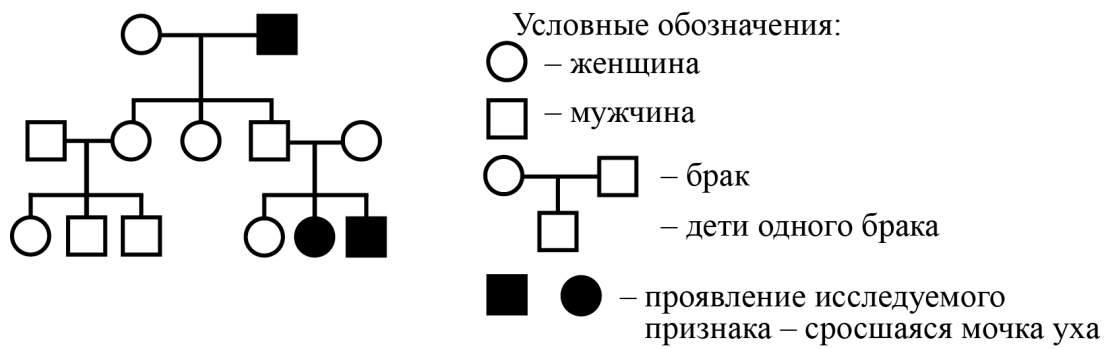 Условные обозначения:
– женщина
– мужчина
– брак
– дети одного брака
– проявление исследуемого
признака – сросшаяся мочка уха